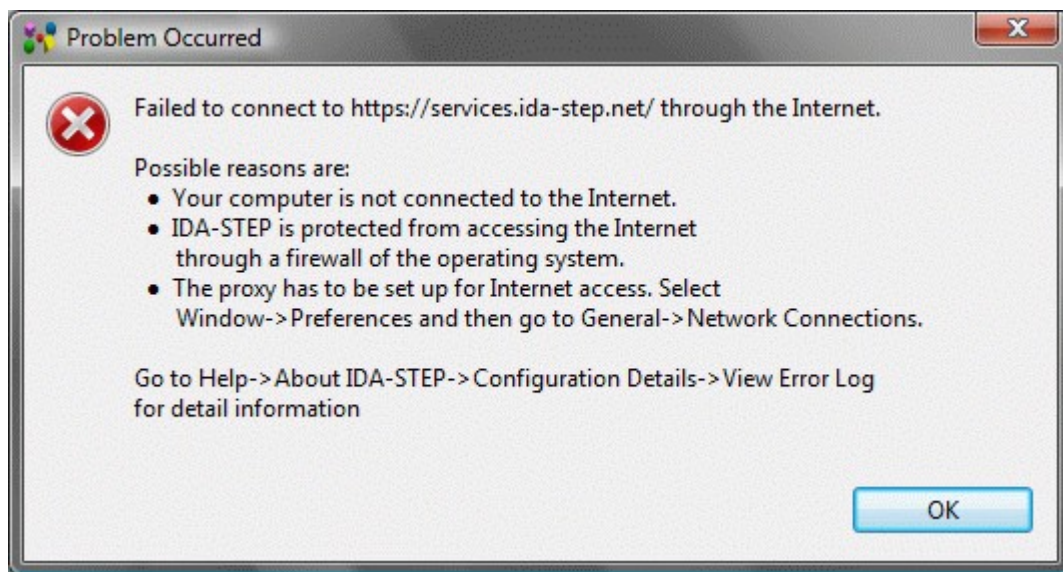 Problem Occurred
Failed to connect to https://services.ida-step.net/ through the Internet.
Possible reasons are:
● Your computer is not connected to the Internet.
● IDA-STEP is protected from accessing the Internet
through a firewall of the operating system.
● The proxy has to be set up for Internet access. Select
Window->Preferences and then go to General->Network Connections.
Go to Help->About IDA-STEP->Configuration Details->View Error Log
for detail information
OK